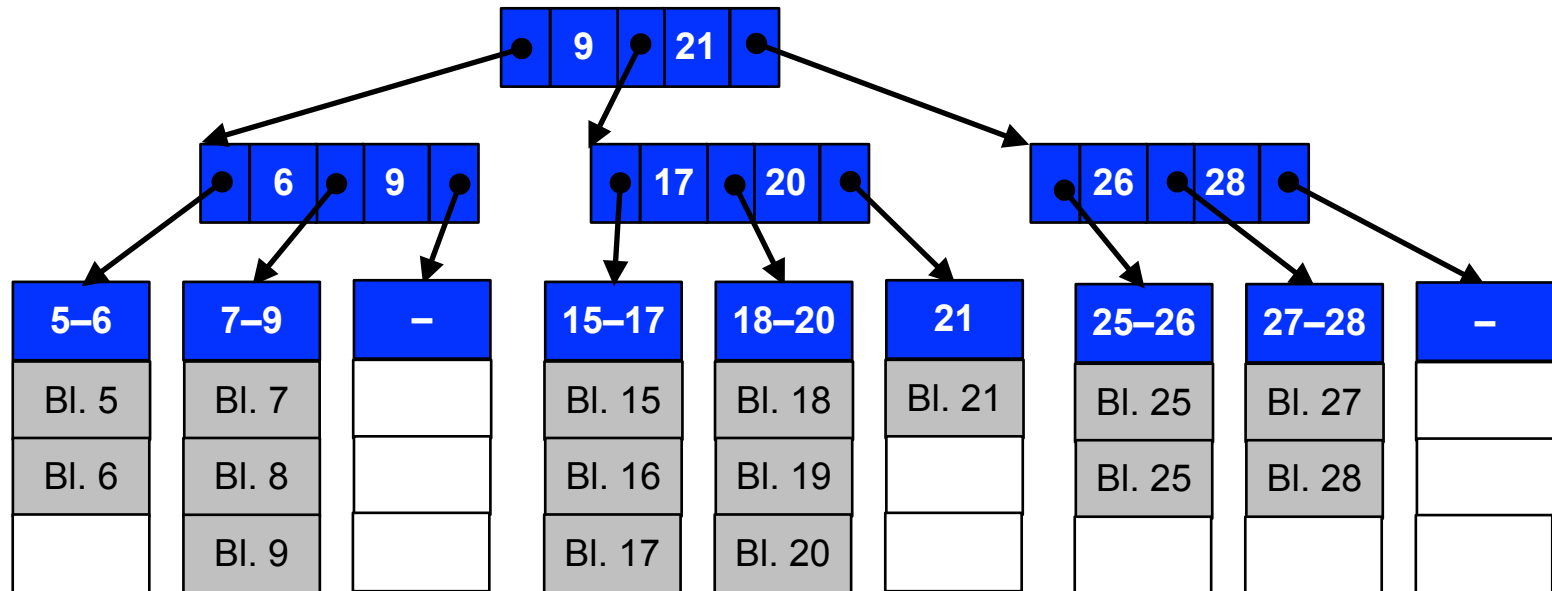 9 21
6 9
17 20
26 28
5–6 7–9 – 15–17 18–20 21 25–26 27–28 –
Bl. 5 Bl. 7 Bl. 15 Bl. 18 Bl. 21 Bl. 25 Bl. 27
Bl. 6 Bl. 8 Bl. 16 Bl. 19 Bl. 25 Bl. 28
Bl. 9 Bl. 17 Bl. 20